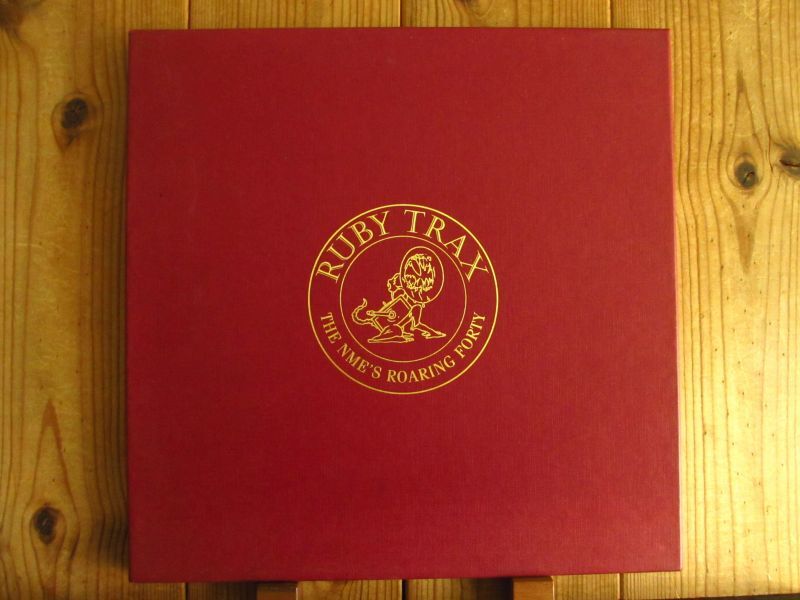 RUBY TRAX
THE NME'S ROARING FORTY